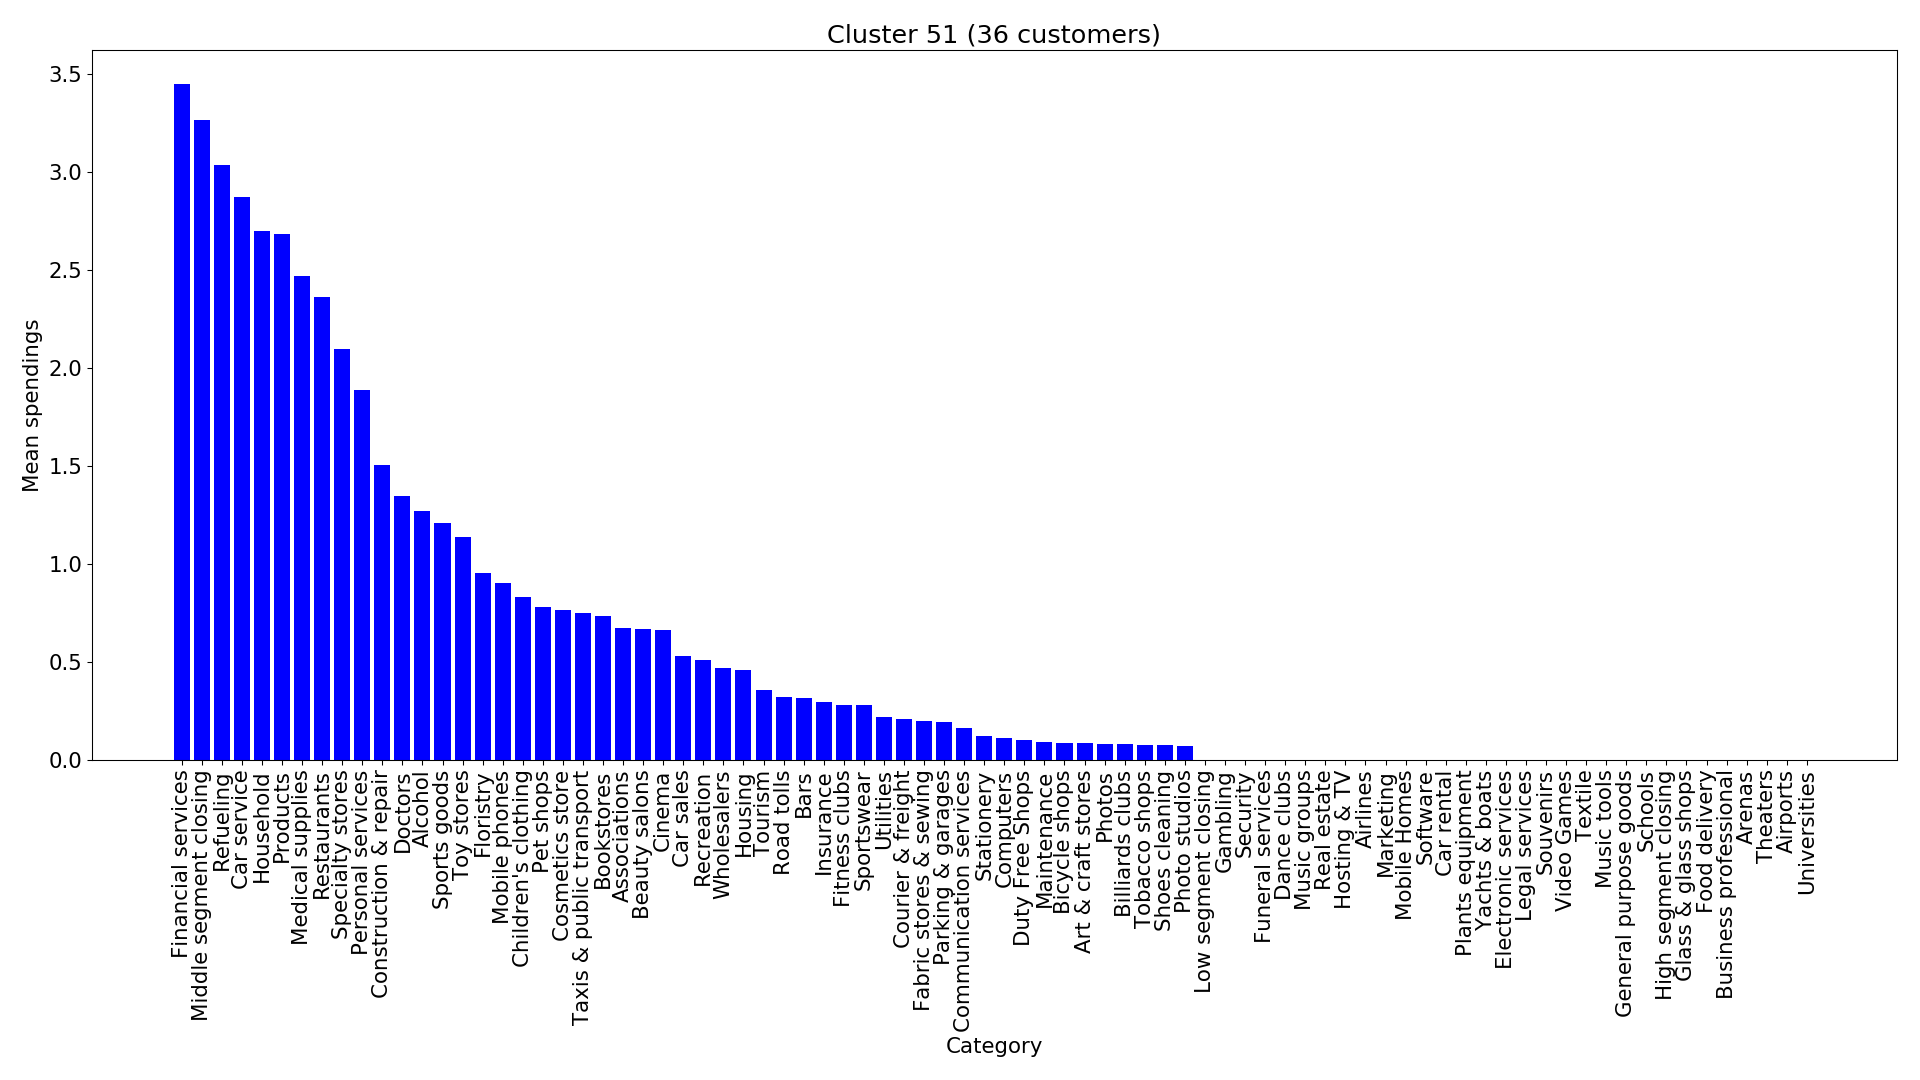 Cluster 51 (36 customers)
Mean spendings
3.5
3.0
2.5
2.0
1.5
1.0
0.5
0.0
Financial services
Middle segment closing
Refueling
Car service
Household
Products
Medical supplies
Restaurants
Specialty stores
Personal services
Construction & repair
Doctors
Alcohol
Sports goods
Toy stores
Floristry
Mobile phones
Children's clothing
Pet shops
Cosmetics store
Taxis & public transport
Bookstores
Associations
Beauty salons
Cinema
Car sales
Recreation
Wholesalers
Housing
Tourism
Road tolls
Bars
Insurance
Fitness clubs
Sportswear
Utilities
Courier & freight
Fabric stores & sewing
Parking & garages
Communication services
Stationery
Computers
Duty Free Shops
Maintenance
Bicycle shops
Art & craft stores
Photos
Billiards clubs
Tobacco shops
Shoes cleaning
Photo studios
Low segment closing
Gambling
Security
Funeral services
Dance clubs
Music groups
Real estate
Hosting & TV
Airlines
Marketing
Mobile Homes
Software
Car rental
Plants equipment
Yachts & boats
Electronic services
Legal services
Souvenirs
Video Games
Textile
Music tools
General purpose goods
Schools
High segment closing
Glass & glass shops
Food delivery
Business professional
Arenas
Theaters
Airports
Universities
Category